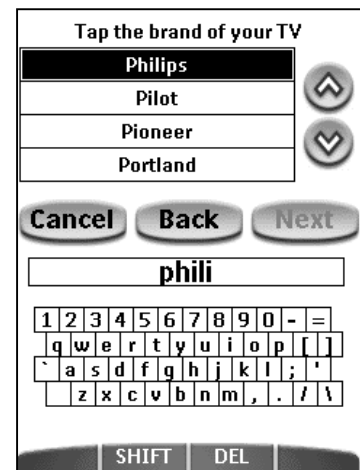 Tap the brand of your TV
Philips
Pilot
Pioneer
Portland
Cancel Back Next
phili
1 2 3 4 5 6 7 8 9 0 - =
q w e r t y u i o p [ ]
` a s d f g h j k l ; '
z x c v b n m , . / \
SHIFT DEL